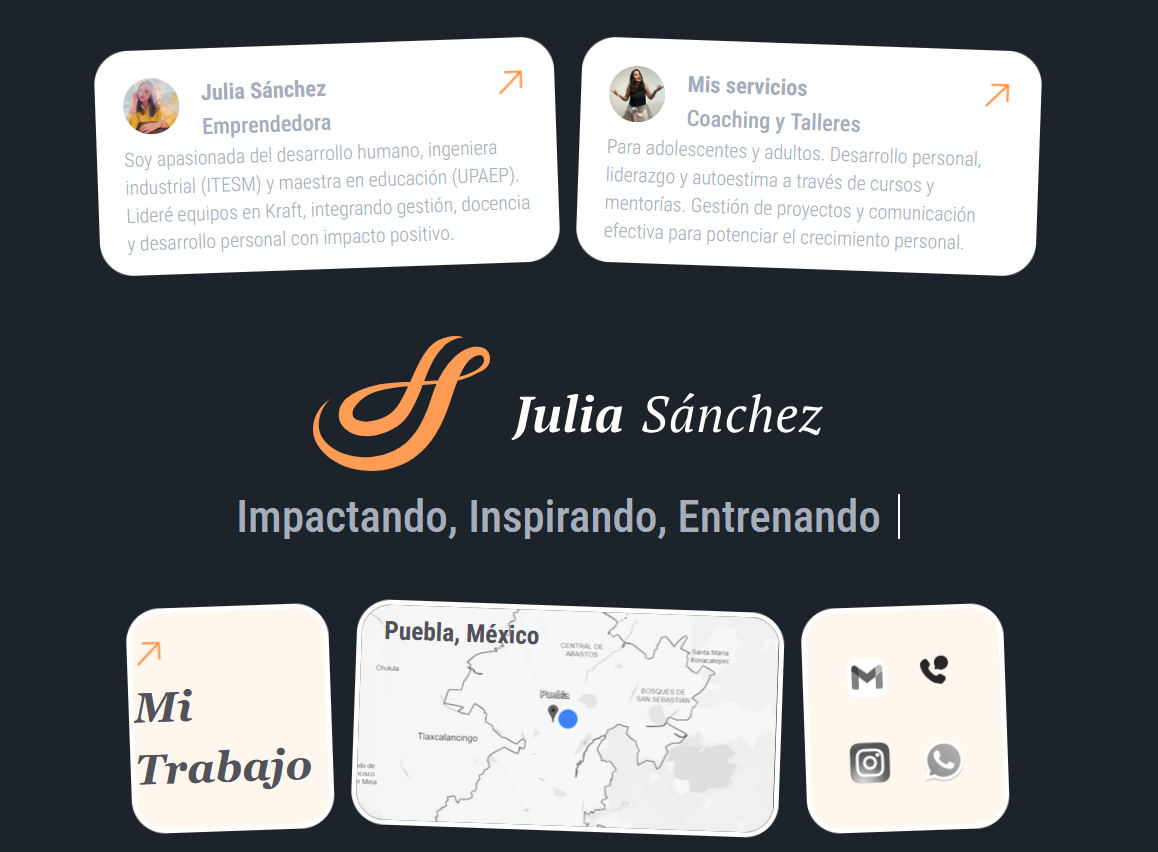 Julia Sánchez
Emprendedora
Soy apasionada del desarrollo humano, ingeniera
industrial (ITESM) y maestra en educación (UPAEP).
Lideré equipos en Kraft, integrando gestión, docencia
y desarrollo personal con impacto positivo.
Mis servicios
Coaching y Talleres
Para adolescentes y adultos. Desarrollo personal,
liderazgo y autoestima a través de cursos y
mentorías. Gestión de proyectos y comunicación
efectiva para potenciar el crecimiento personal.
Julia Sánchez
Impactando, Inspirando, Entrenando
Mi
Trabajo
Puebla, México
CENTRAL DE
ABASTOS
Santa María
Xonacatepec
Cholula
Puebla
BOSQUES DE
SAN SEBASTIÁN
Tlaxcalancingo
de
Mina